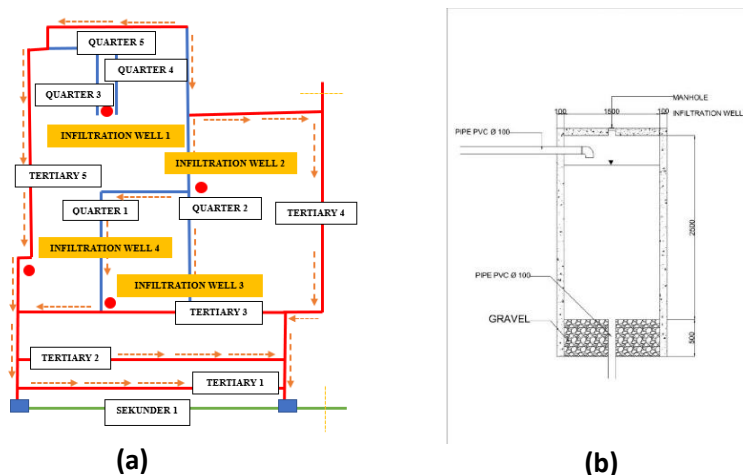 QUARTER 5
QUARTER 4
QUARTER 3
INFILTRATION WELL 1
INFILTRATION WELL 2
TERTIARY 5
QUARTER 1
QUARTER 2
TERTIARY 4
INFILTRATION WELL 4
INFILTRATION WELL 3
TERTIARY 3
TERTIARY 2
TERTIARY 1
SEKUNDER 1
(a)
MANHOLE
100 1500 100
INFILTRATION WELL
PIPE PVC Ø 100
2500
PIPE PVC Ø 100
GRAVEL
500
(b)